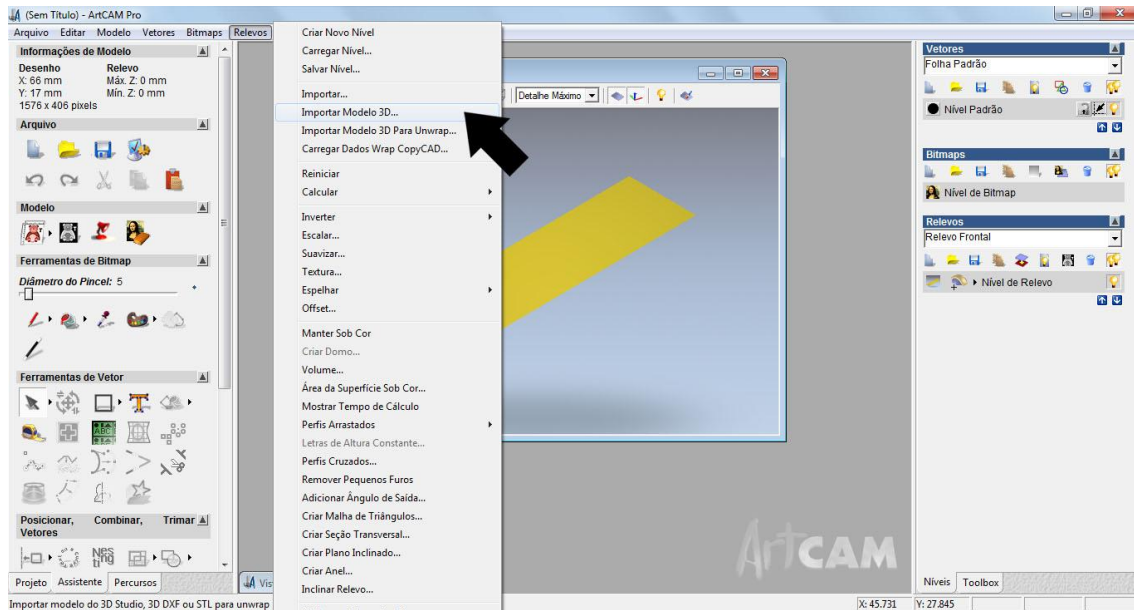 (Sem Título) - ArtCAM Pro
Arquivo Editar Modelo Vetores Bitmaps Relevos
Informações de Modelo
Desenho Relevo
X: 66 mm Máx. Z: 0 mm
Y: 17 mm Mín. Z: 0 mm
1576 x 406 pixels
Arquivo
Modelo
Ferramentas de Bitmap
Diâmetro do Pincel: 5
Ferramentas de Vetor
ABC
Posicionar, Combinar, Trimar
Vetores
Nes
ting
Projeto Assistente Percursos
Importar modelo do 3D Studio, 3D DXF ou STL para unwrap
Criar Novo Nível
Carregar Nível...
Salvar Nível...
Importar...
Importar Modelo 3D...
Importar Modelo 3D Para Unwrap...
Carregar Dados Wrap CopyCAD...
Reiniciar
Calcular
Inverter
Escalar...
Suavizar...
Textura...
Espelhar
Offset...
Manter Sob Cor
Criar Domo...
Volume...
Área da Superfície Sob Cor...
Mostrar Tempo de Cálculo
Perfis Arrastados
Letras de Altura Constante...
Perfis Cruzados...
Remover Pequenos Furos
Adicionar Ângulo de Saída...
Criar Malha de Triângulos...
Criar Seção Transversal...
Criar Plano Inclinado...
Criar Anel...
Inclinar Relevo...
Detalhe Máximo
Vis
ArtCAM
X: 45.731 Y: 27.845
Vetores
Folha Padrão
Nível Padrão
Bitmaps
Nível de Bitmap
Relevos
Relevo Frontal
Nível de Relevo
Níveis Toolbox